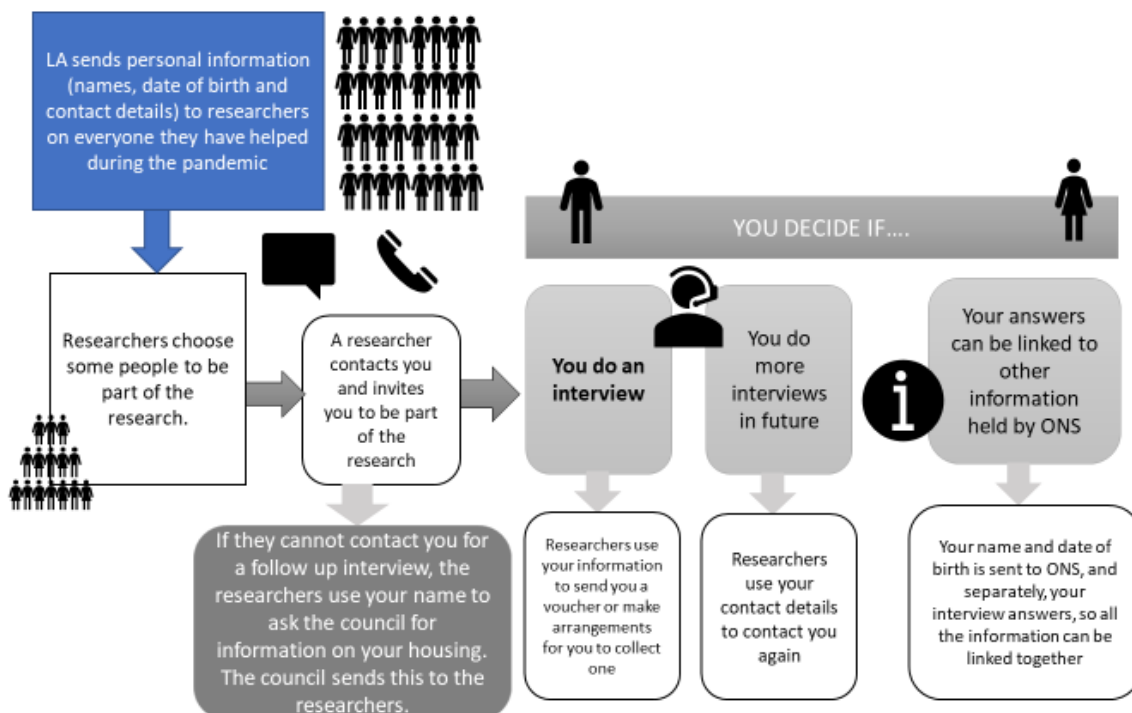 LA sends personal information
(names, date of birth and
contact details) to researchers
on everyone they have helped
during the pandemic
YOU DECIDE IF....
Researchers choose
some people to be
part of the
research.
A researcher
contacts you
and invites
you to be part
of the
research
You do an
interview
You do
more
interviews
in future
i
Your answers
can be linked to
other
information
held by ONS
If they cannot contact you for
a follow up interview, the
researchers use your name to
ask the council for
information on your housing.
The council sends this to the
researchers.
Researchers use
your information
to send you a
voucher or make
arrangements
for you to collect
one
Researchers
use your
contact details
to contact you
again
Your name and date of
birth is sent to ONS, and
separately, your
interview answers, so all
the information can be
linked together